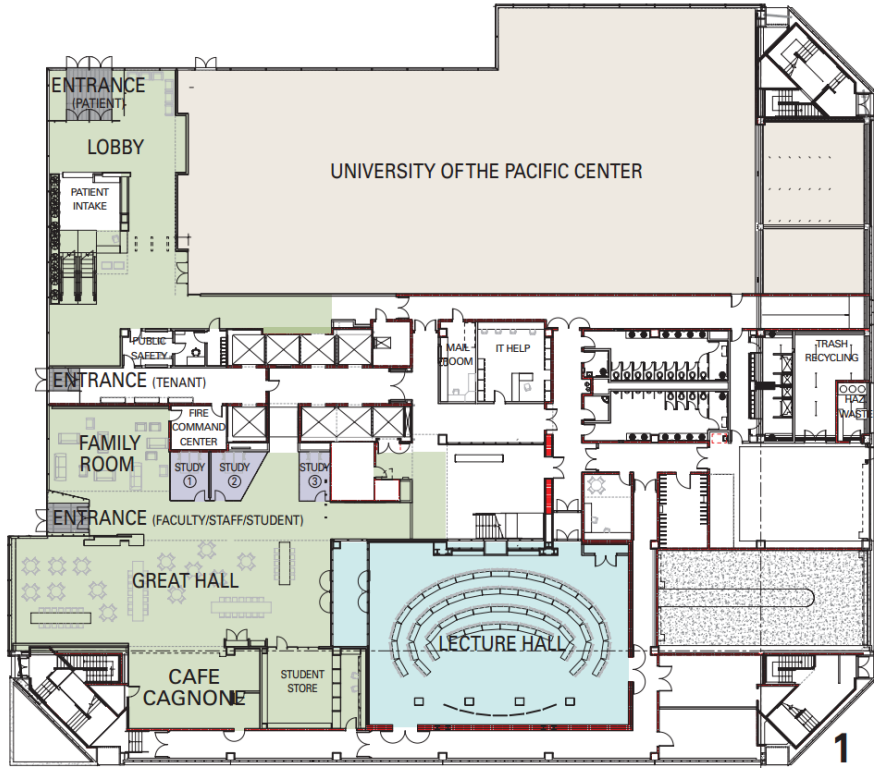 ENTRANCE
(PATIENT)
LOBBY
PATIENT
INTAKE
UNIVERSITY OF THE PACIFIC CENTER
PUBLIC
SAFETY
MAIL
ROOM
IT HELP
TRASH
RECYCLING
HAZ
WASTE
ENTRANCE (TENANT)
FIRE
COMMAND
CENTER
FAMILY
ROOM
STUDY
①
STUDY
②
STUDY
③
ENTRANCE (FACULTY/STAFF/STUDENT)
GREAT HALL
LECTURE HALL
CAFE
CAGNONE
STUDENT
STORE
1